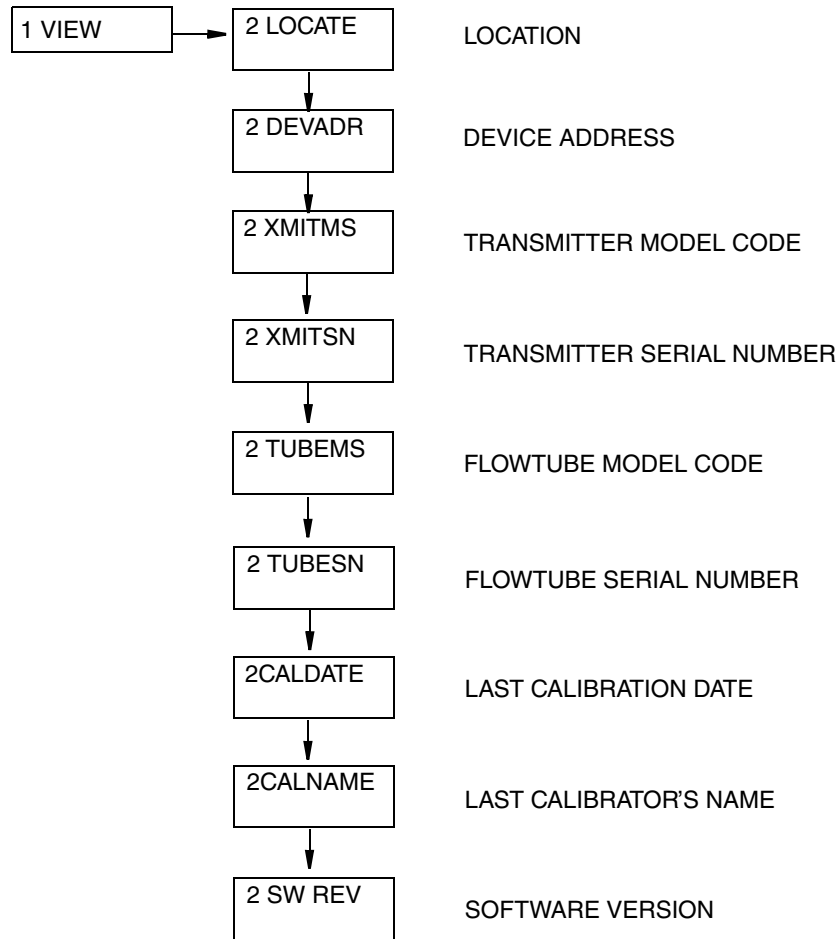 1 VIEW
2 LOCATE
LOCATION
2 DEVADR
DEVICE ADDRESS
2 XMITMS
TRANSMITTER MODEL CODE
2 XMITSN
TRANSMITTER SERIAL NUMBER
2 TUBEMS
FLOWTUBE MODEL CODE
2 TUBESN
FLOWTUBE SERIAL NUMBER
2CALDATE
LAST CALIBRATION DATE
2CALNAME
LAST CALIBRATOR'S NAME
2 SW REV
SOFTWARE VERSION